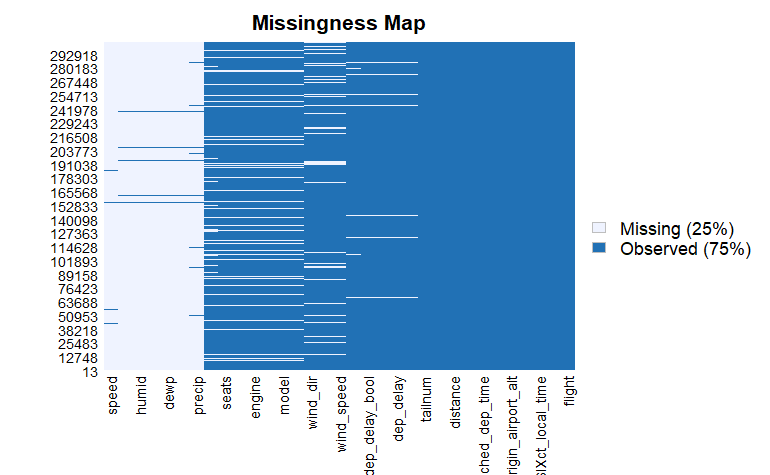 Missingness Map
292918
280183
267448
254713
241978
229243
216508
203773
191038
178303
165568
152833
140098
127363
114628
101893
89158
76423
63688
50953
38218
25483
12748
13
Missing (25%)
Observed (75%)
speed
humid
dewp
precip
seats
engine
model
wind_dir
wind_speed
dep_delay_bool
dep_delay
tailnum
distance
ched_dep_time
rigin_airport_alt
SIXct_local_time
flight